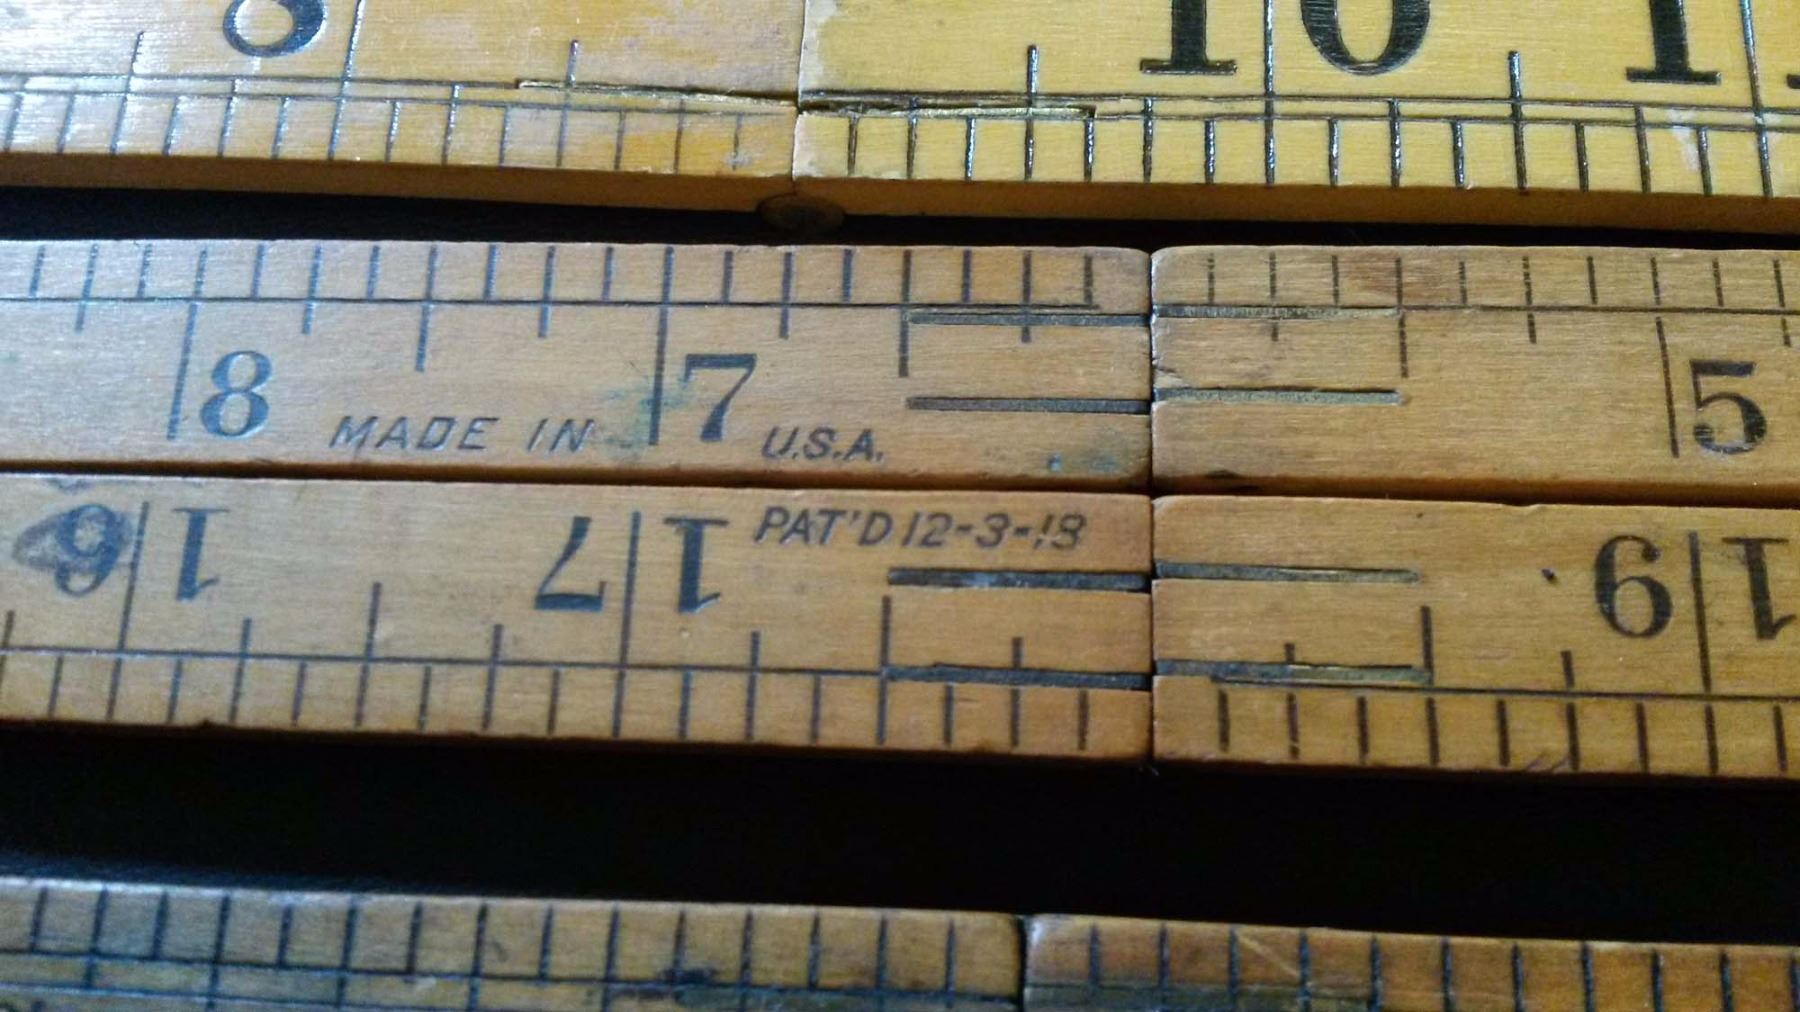 8 10 1
8 MADE IN 7 U.S.A. 5
16 17 PAT'D 12-3-18 19